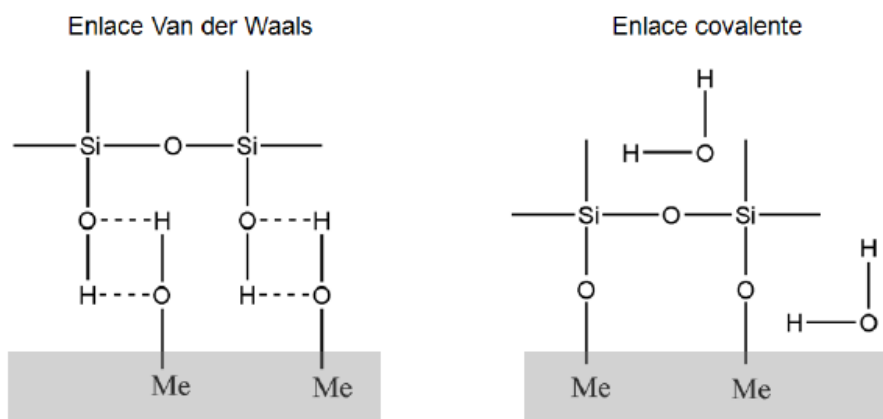 Enlace Van der Waals
Enlace covalente
H
Si O Si
H O
O H O H
Si O Si
H O H O
O O
H
H O
Me Me
Me Me